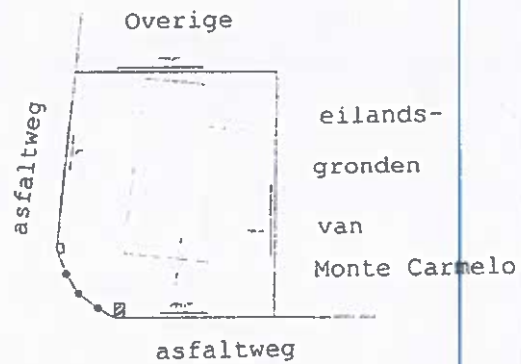 Overige
asfaltweg
eilands-
gronden
van
Monte Carmelo
asfaltweg